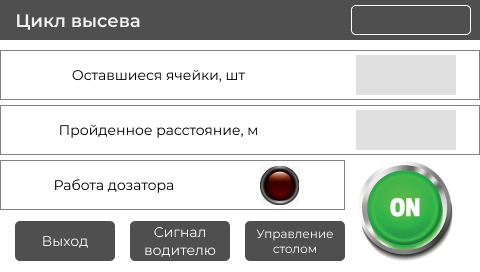 Цикл высева
Оставшиеся ячейки, шт
Пройденное расстояние, м
Работа дозатора
ON
Выход
Сигнал
водителю
Управление
столом